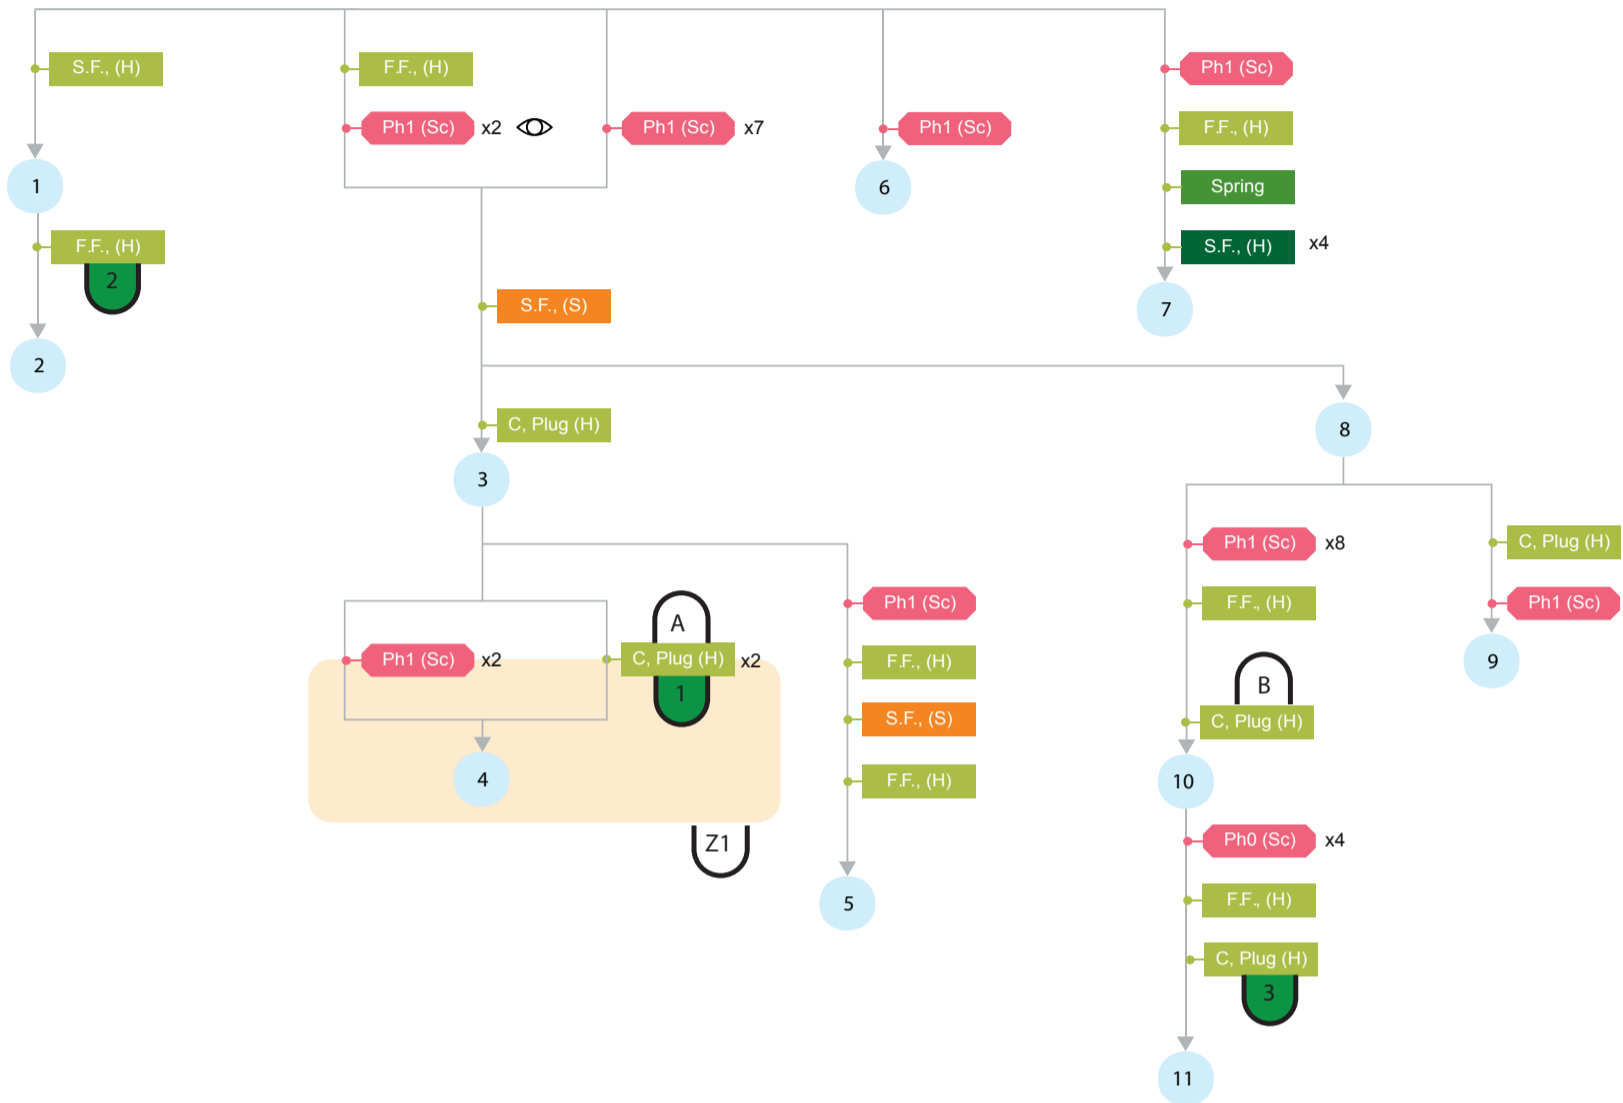 S.F., (H)
F.F., (H)
Ph1 (Sc)
Ph1 (Sc) x2
Ph1 (Sc) x7
Ph1 (Sc)
F.F., (H)
1
6
Spring
F.F., (H)
S.F., (H) x4
2
S.F., (S)
7
2
C, Plug (H)
8
3
Ph1 (Sc) x8
C, Plug (H)
Ph1 (Sc)
F.F., (H)
Ph1 (Sc)
A
Ph1 (Sc) x2
C, Plug (H) x2
F.F., (H)
9
1
B
S.F., (S)
C, Plug (H)
4
F.F., (H)
10
Z1
Ph0 (Sc) x4
5
F.F., (H)
C, Plug (H)
3
11